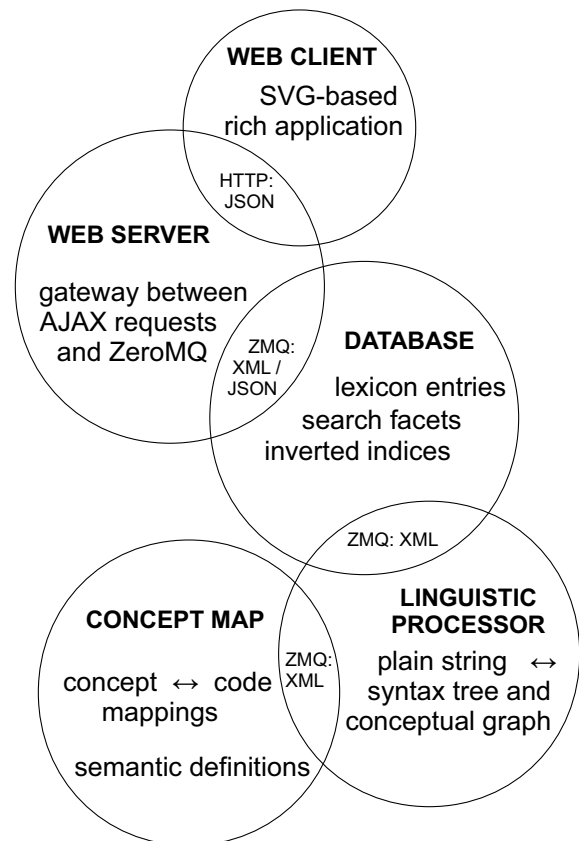 WEB CLIENT
SVG-based
rich application
HTTP:
JSON
WEB SERVER
gateway between
AJAX requests
and ZeroMQ
ZMQ:
XML /
JSON
DATABASE
lexicon entries
search facets
inverted indices
ZMQ: XML
LINGUISTIC
PROCESSOR
plain string ↔
syntax tree and
conceptual graph
ZMQ:
XML
CONCEPT MAP
concept ↔ code
mappings
semantic definitions